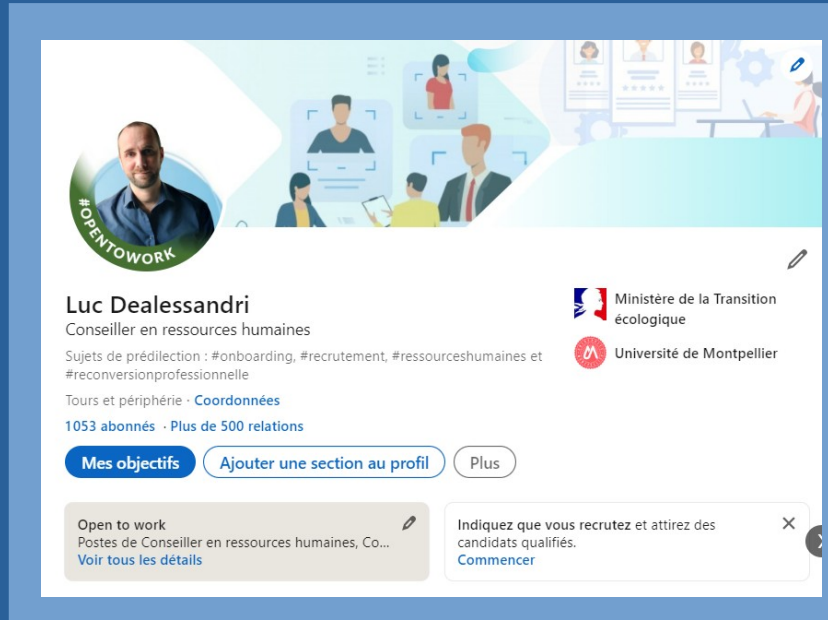 #OPENTOWORK
Luc Dealessandri
Conseiller en ressources humaines
Sujets de prédilection : #onboarding, #recrutement, #ressourceshumaines et
#reconversionprofessionnelle
Tours et périphérie · Coordonnées
1053 abonnés · Plus de 500 relations
Ministère de la Transition
écologique
Université de Montpellier
Mes objectifs
Ajouter une section au profil
Plus
Open to work
Postes de Conseiller en ressources humaines, Co...
Voir tous les détails
Indiquez que vous recrutez et attirez des
candidats qualifiés.
Commencer